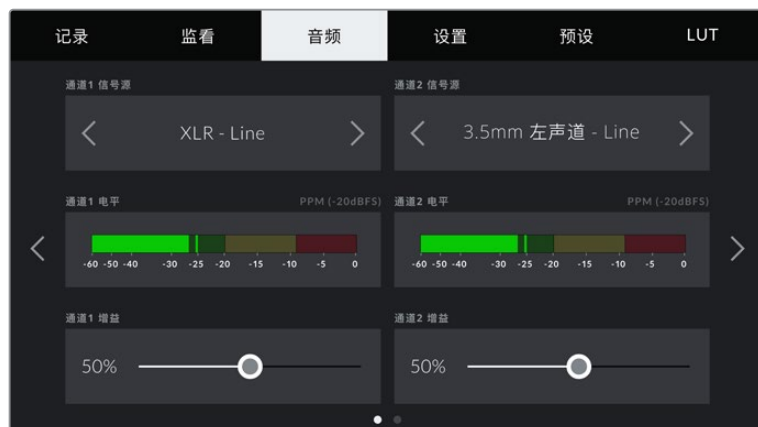 记录 监看 音频 设置 预设 LUT
通道1 信号源 通道2 信号源
XLR - Line 3.5mm 左声道 - Line
通道1 电平 PPM (-20dBFS) 通道2 电平 PPM (-20dBFS)
-60 -50 -40 -30 -25 -20 -15 -10 -5 0 -60 -50 -40 -30 -25 -20 -15 -10 -5 0
通道1 增益 通道2 增益
50% 50%